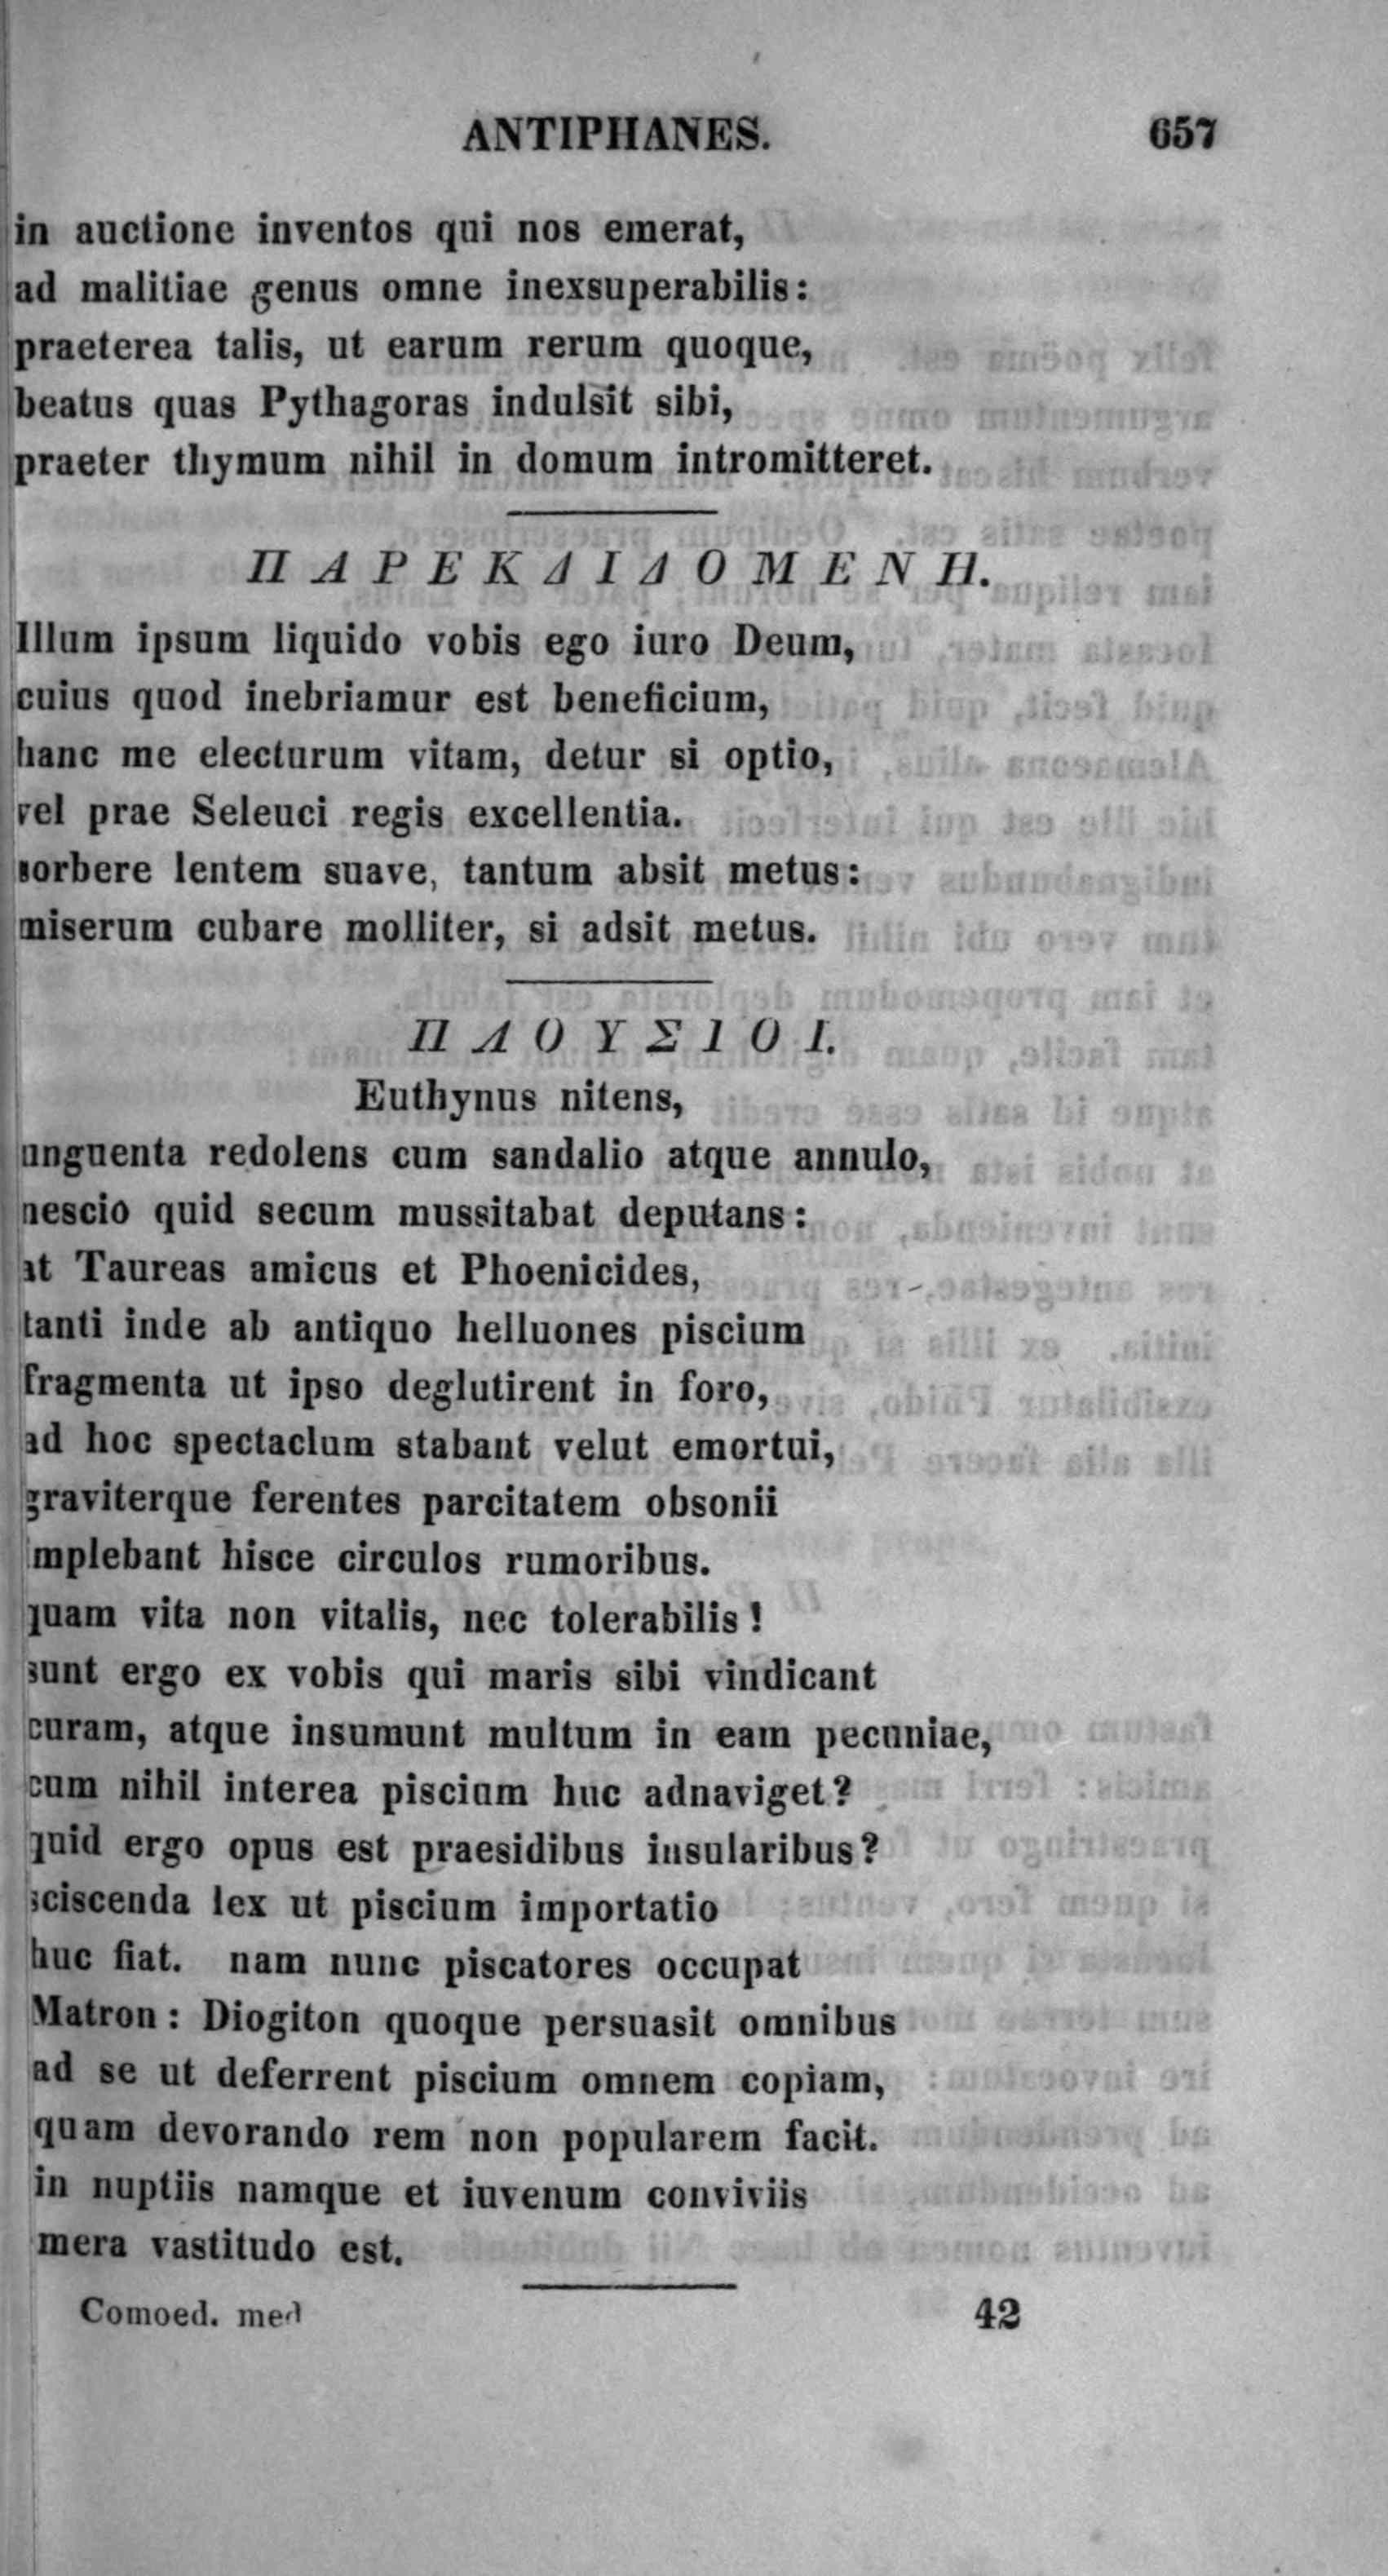 ANTIPHANES. 657
in auctione inventos qui nos emerat,
ad malitiae genus omne inexsuperabilis:
praeterea talis, ut earum rerum quoque,
beatus quas Pythagoras indulsit sibi,
praeter thymum nihil in domum intromitteret.
ΠΑΡΕΚΔΙΔΟΜΕΝΗ.
Illum ipsum liquido vobis ego iuro Deum,
cuius quod inebriamur est beneficium,
hanc me electurum vitam, detur si optio,
vel prae Seleuci regis excellentia.
sorbere lentem suave, tantum absit metus:
miserum cubare molliter, si adsit metus.
ΠΛΟΥΣΙΟΙ.
Euthynus nitens,
unguenta redolens cum sandalio atque annulo,
nescio quid secum mussitabat deputans:
at Taureas amicus et Phoenicides,
tanti inde ab antiquo helluones piscium
fragmenta ut ipso deglutirent in foro,
ad hoc spectaclum stabant velut emortui,
graviterque ferentes parcitatem obsonii
implebant hisce circulos rumoribus.
quam vita non vitalis, nec tolerabilis!
sunt ergo ex vobis qui maris sibi vindicant
curam, atque insumunt multum in eam pecuniae,
cum nihil interea piscium huc adnaviget?
quid ergo opus est praesidibus insularibus?
sciscenda lex ut piscium importatio
huc fiat. nam nunc piscatores occupat
Matron: Diogiton quoque persuasit omnibus
ad se ut deferrent piscium omnem copiam,
quam devorando rem non popularem facit.
in nuptiis namque et iuvenum conviviis
mera vastitudo est.
Comoed. med 42